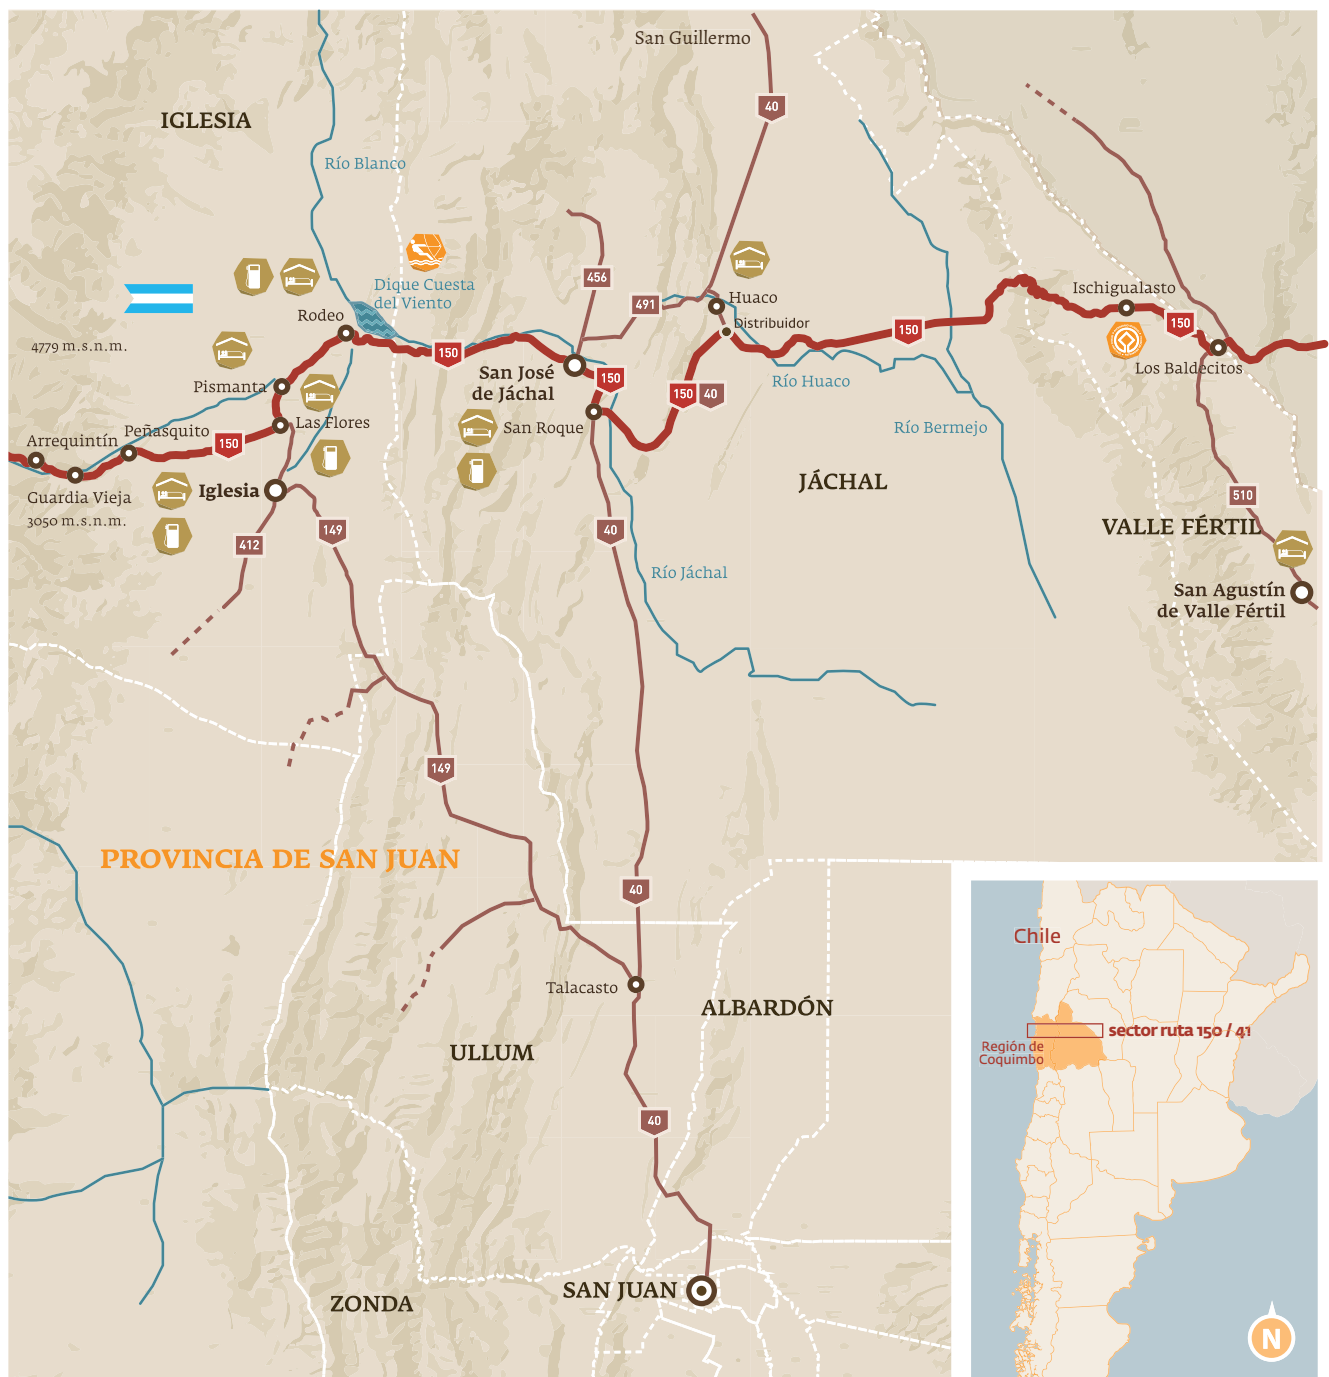 San Guillermo
40
IGLESIA
Río Blanco
Dique Cuesta
del Viento
456
491
Huaco
Distribuidor
Ischigualasto
Rodeo
150
150
150
4779 m.s.n.m.
San José
de Jáchal
150
150
40
Río Huaco
Los Baldecitos
Pismanta
Las Flores
San Roque
Río Bermejo
Arrequintín
Peñasquito
150
Guardia Vieja
3050 m.s.n.m.
Iglesia
JÁCHAL
510
VALLE FÉRTIL
412
149
40
Río Jáchal
San Agustín
de Valle Fértil
149
PROVINCIA DE SAN JUAN
40
Talacasto
ALBARDÓN
ULLUM
40
SAN JUAN
ZONDA
Chile
sector ruta 150 / 41
Región de
Coquimbo
N